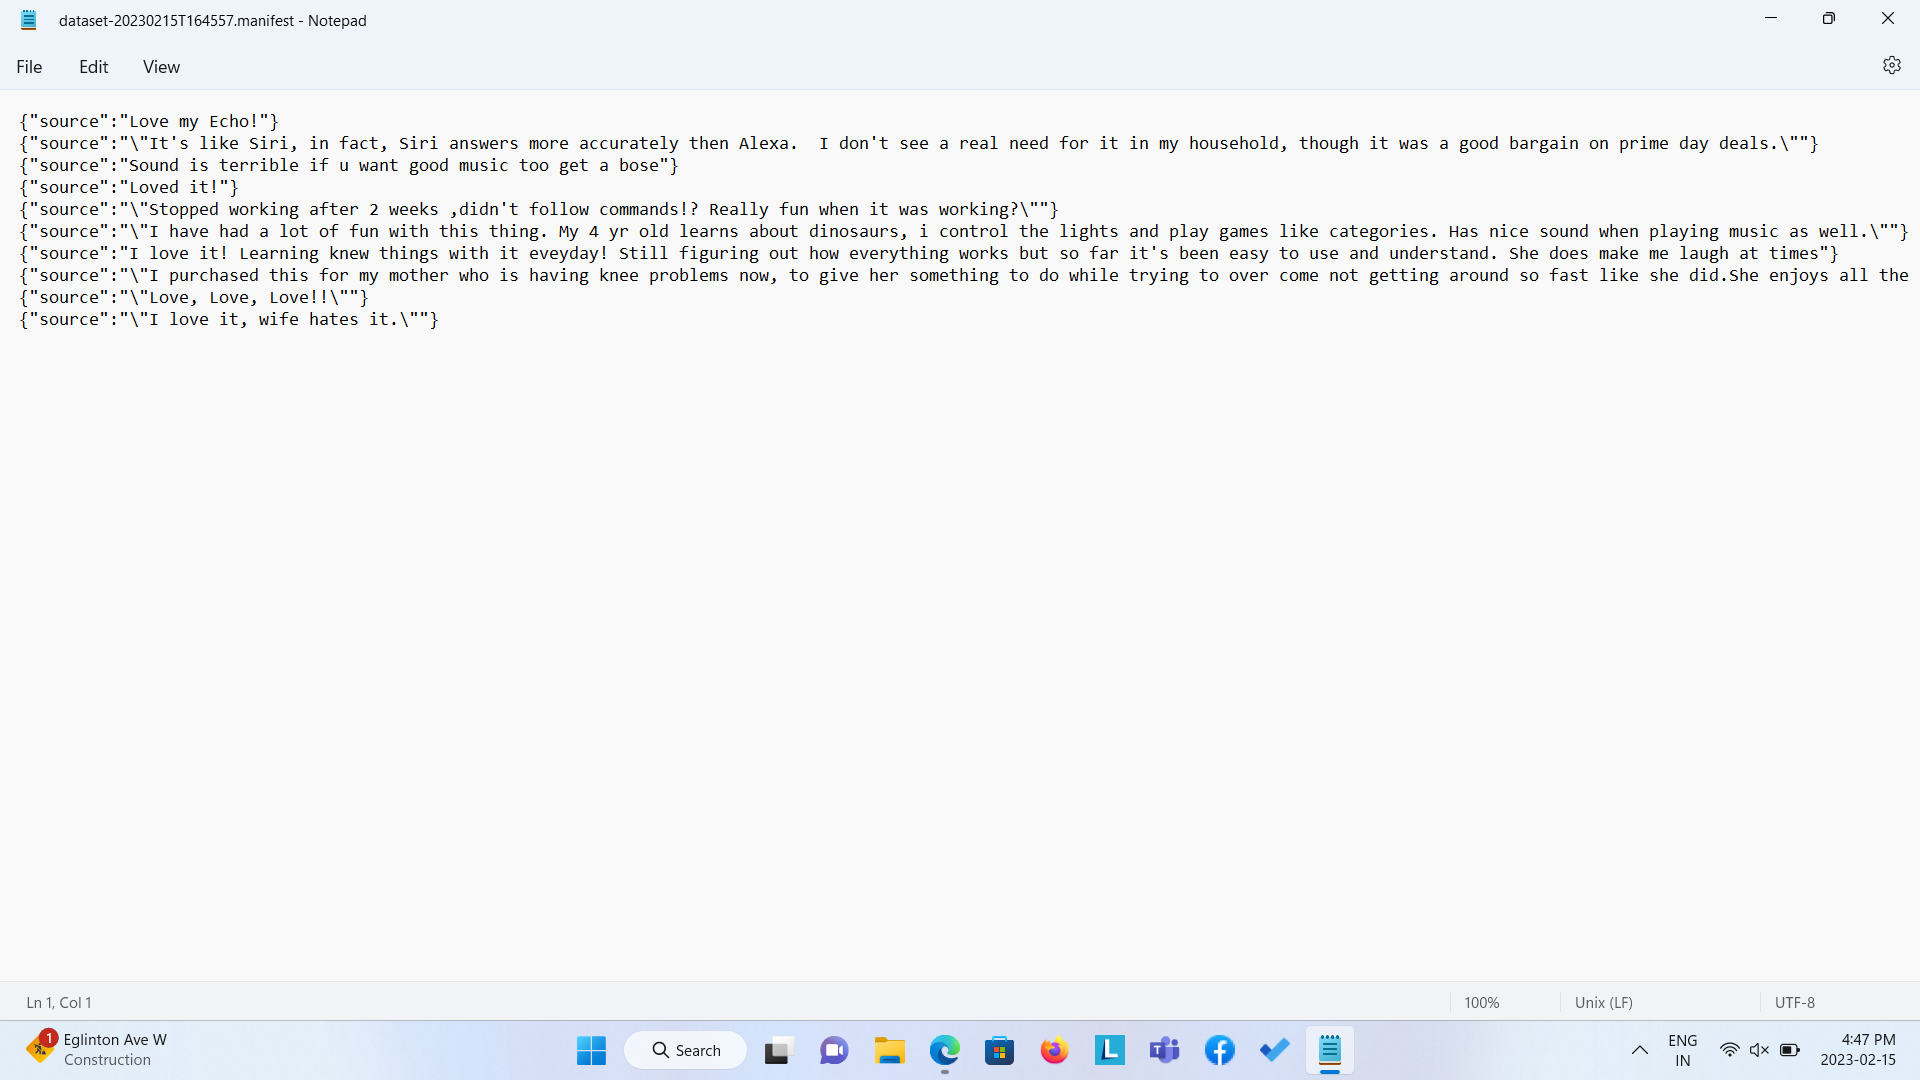 dataset-20230215T164557.manifest - Notepad
File Edit View
{"source":"Love my Echo!"}
{"source":"\"It's like Siri, in fact, Siri answers more accurately then Alexa.  I don't see a real need for it in my household, though it was a good bargain on prime day deals.\""}
{"source":"Sound is terrible if u want good music too get a bose"}
{"source":"Loved it!"}
{"source":"\"Stopped working after 2 weeks ,didn't follow commands!? Really fun when it was working?\""}
{"source":"\"I have had a lot of fun with this thing. My 4 yr old learns about dinosaurs, i control the lights and play games like categories. Has nice sound when playing music as well.\""}
{"source":"I love it! Learning knew things with it eveyday! Still figuring out how everything works but so far it's been easy to use and understand. She does make me laugh at times"}
{"source":"\"I purchased this for my mother who is having knee problems now, to give her something to do while trying to over come not getting around so fast like she did.She enjoys all the
{"source":"\"Love, Love, Love!!\""}
{"source":"\"I love it, wife hates it.\""}
Ln 1, Col 1 100% Unix (LF) UTF-8
1 Eglinton Ave W
Construction
Search
L
T
ENG
IN
4:47 PM
2023-02-15